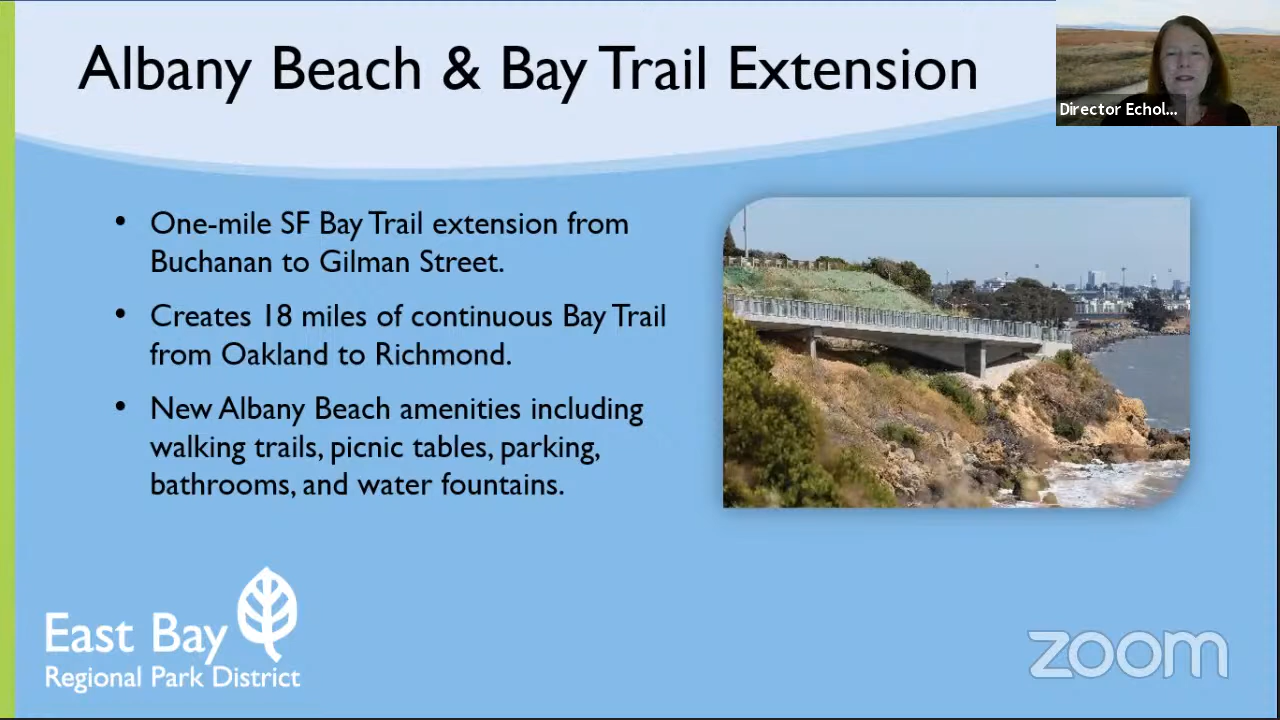 Albany Beach & Bay Trail Extension
Director Echol...
• One-mile SF Bay Trail extension from
Buchanan to Gilman Street.
• Creates 18 miles of continuous Bay Trail
from Oakland to Richmond.
• New Albany Beach amenities including
walking trails, picnic tables, parking,
bathrooms, and water fountains.
East Bay
Regional Park District
zoom